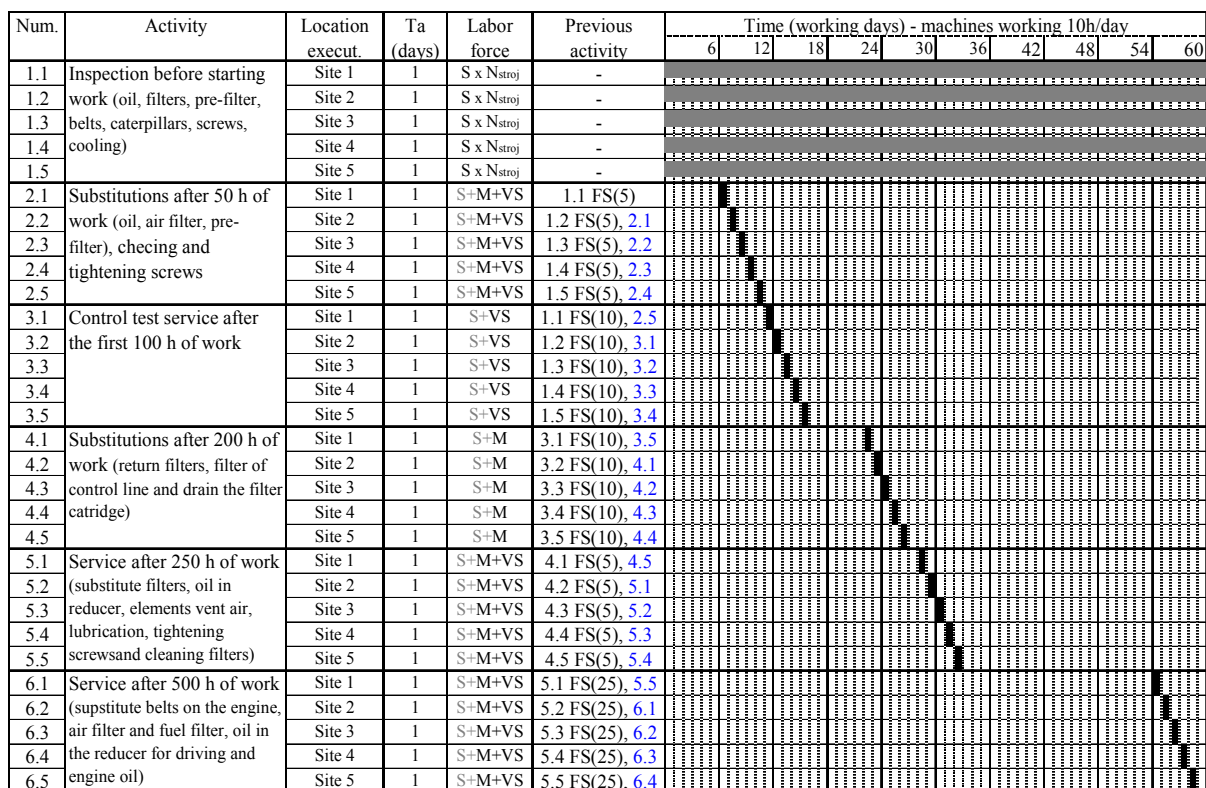 Num. Activity Location Ta Labor Previous Time (working days) - machines working 10h/day
execut. (days) force activity 6 12 18 24 30 36 42 48 54 60
1.1 Inspection before starting Site 1 1 S x Nstroj -
1.2 work (oil, filters, pre-filter, Site 2 1 S x Nstroj -
1.3 belts, caterpillars, screws, Site 3 1 S x Nstroj -
1.4 cooling) Site 4 1 S x Nstroj -
1.5 Site 5 1 S x Nstroj -
2.1 Substitutions after 50 h of Site 1 1 S+M+VS 1.1 FS(5)
2.2 work (oil, air filter, pre- Site 2 1 S+M+VS 1.2 FS(5), 2.1
2.3 filter), checing and Site 3 1 S+M+VS 1.3 FS(5), 2.2
2.4 tightening screws Site 4 1 S+M+VS 1.4 FS(5), 2.3
2.5 Site 5 1 S+M+VS 1.5 FS(5), 2.4
3.1 Control test service after Site 1 1 S+VS 1.1 FS(10), 2.5
3.2 the first 100 h of work Site 2 1 S+VS 1.2 FS(10), 3.1
3.3 Site 3 1 S+VS 1.3 FS(10), 3.2
3.4 Site 4 1 S+VS 1.4 FS(10), 3.3
3.5 Site 5 1 S+VS 1.5 FS(10), 3.4
4.1 Substitutions after 200 h of Site 1 1 S+M 3.1 FS(10), 3.5
4.2 work (return filters, filter of Site 2 1 S+M 3.2 FS(10), 4.1
4.3 control line and drain the filter Site 3 1 S+M 3.3 FS(10), 4.2
4.4 catridge) Site 4 1 S+M 3.4 FS(10), 4.3
4.5 Site 5 1 S+M 3.5 FS(10), 4.4
5.1 Service after 250 h of work Site 1 1 S+M+VS 4.1 FS(5), 4.5
5.2 (substitute filters, oil in Site 2 1 S+M+VS 4.2 FS(5), 5.1
5.3 reducer, elements vent air, Site 3 1 S+M+VS 4.3 FS(5), 5.2
5.4 lubrication, tightening Site 4 1 S+M+VS 4.4 FS(5), 5.3
5.5 screwsand cleaning filters) Site 5 1 S+M+VS 4.5 FS(5), 5.4
6.1 Service after 500 h of work Site 1 1 S+M+VS 5.1 FS(25), 5.5
6.2 (supstitute belts on the engine, Site 2 1 S+M+VS 5.2 FS(25), 6.1
6.3 air filter and fuel filter, oil in Site 3 1 S+M+VS 5.3 FS(25), 6.2
6.4 the reducer for driving and Site 4 1 S+M+VS 5.4 FS(25), 6.3
6.5 engine oil) Site 5 1 S+M+VS 5.5 FS(25), 6.4